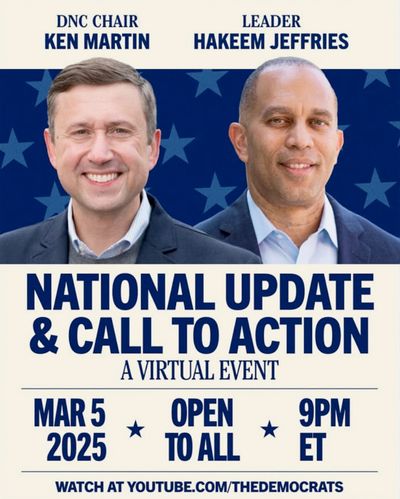 DNC CHAIR
KEN MARTIN
LEADER
HAKEEM JEFFRIES
NATIONAL UPDATE
& CALL TO ACTION
A VIRTUAL EVENT
MAR 5
2025
OPEN
TO ALL
9PM
ET
WATCH AT YOUTUBE.COM/THEDEMOCRATS